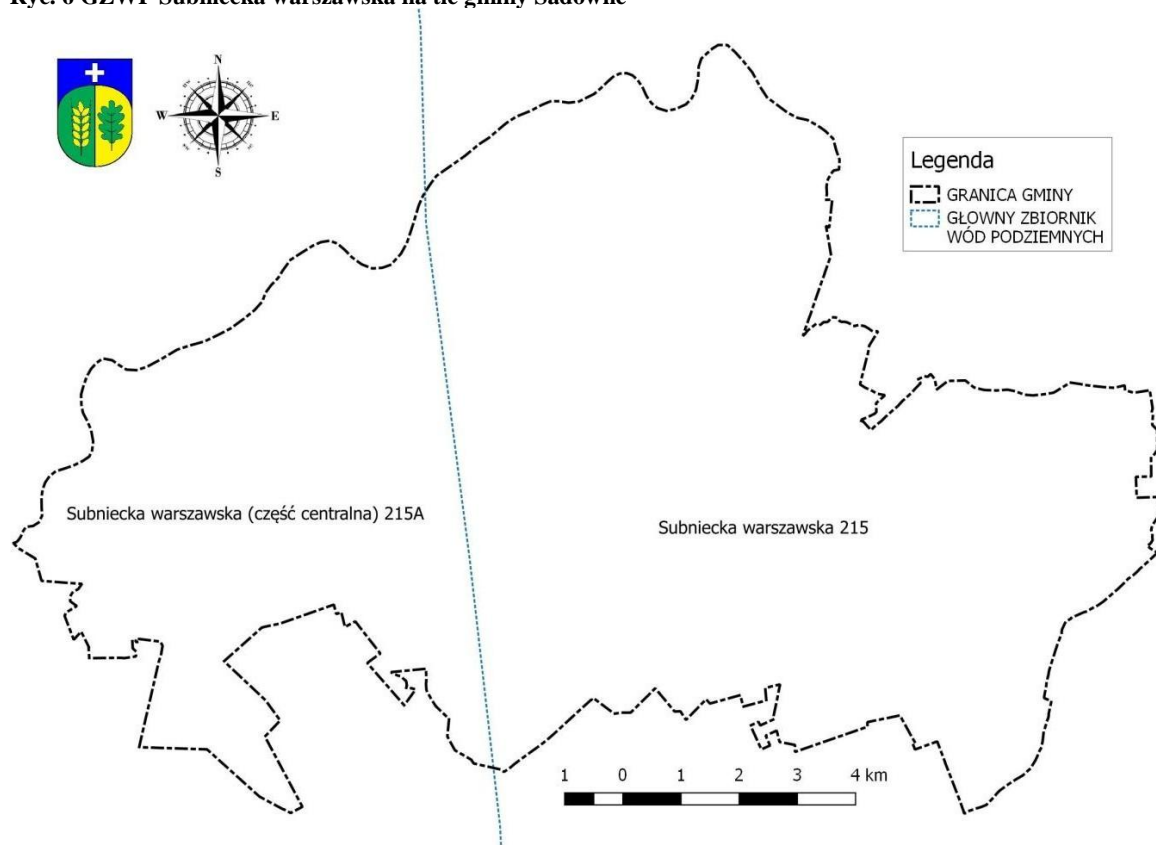 Ryc. 6 GZWP Subniecka warszawska na tle gminy Sadowne
N
W E
S
Legenda
GRANICA GMINY
GŁOWNY ZBIORNIK
WÓD PODZIEMNYCH
Subniecka warszawska (część centralna) 215A
Subniecka warszawska 215
1 0 1 2 3 4 km